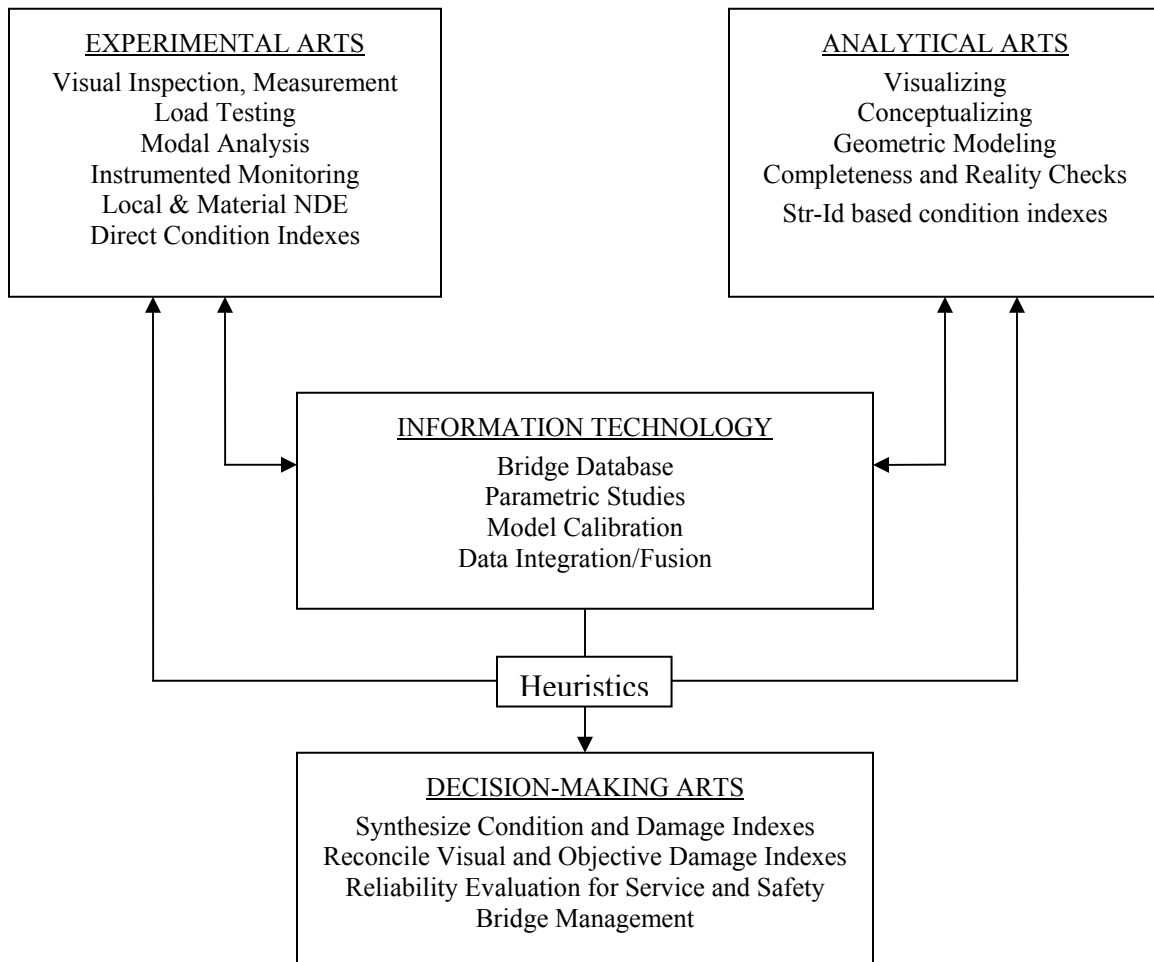 EXPERIMENTAL ARTS
Visual Inspection, Measurement
Load Testing
Modal Analysis
Instrumented Monitoring
Local & Material NDE
Direct Condition Indexes
ANALYTICAL ARTS
Visualizing
Conceptualizing
Geometric Modeling
Completeness and Reality Checks
Str-Id based condition indexes
INFORMATION TECHNOLOGY
Bridge Database
Parametric Studies
Model Calibration
Data Integration/Fusion
Heuristics
DECISION-MAKING ARTS
Synthesize Condition and Damage Indexes
Reconcile Visual and Objective Damage Indexes
Reliability Evaluation for Service and Safety
Bridge Management